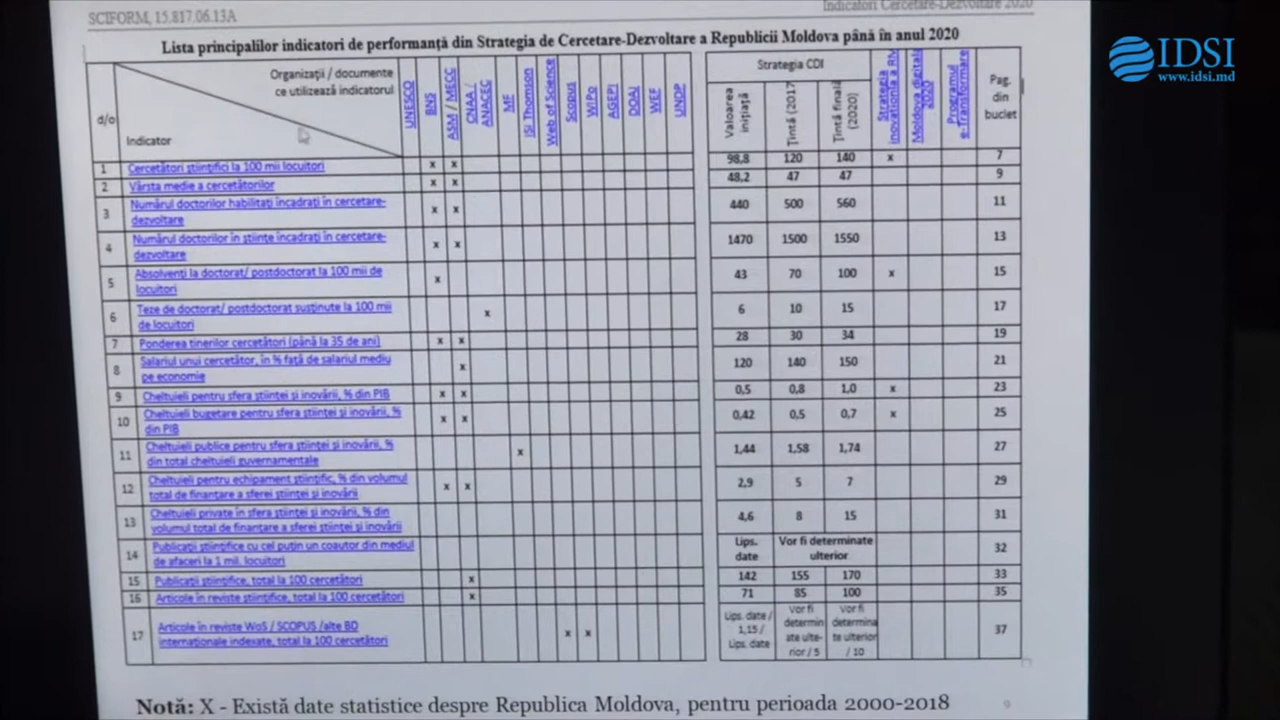 SCIFORM, 15.817.06.13A
Indicatori Cercetare-Dezvoltare 2020
IDSI
www.idsi.md
Lista principalilor indicatori de performanță din Strategia de Cercetare-Dezvoltare a Republicii Moldova până în anul 2020
d/o
Organizații / documente
ce utilizează indicatorul
Indicator
UNESCO
BNS
ASM / MECC
CNAA /
ANACEC
MF
ISI Thomson
Web of Science
Scopus
WIPo
AGEPI
DOAJ
WEF
UNDP
Strategia CDI
Valoarea
inițiată
Țintă (2017
Țintă finală
(2020)
Strategia
inovațională a RM
Moldova digitală
2020
Programul
e-Transformare
Pag.
din
buclet
1 Cercetători științifici la 100 mii locuitori x x 98,8 120 140 x 7
2 Vârsta medie a cercetătorilor x x 48,2 47 47 9
3 Numărul doctorilor habilitați încadrați în cercetare-
dezvoltare x x 440 500 560 11
4 Numărul doctorilor în științe încadrați în cercetare-
dezvoltare x x 1470 1500 1550 13
5 Absolvenți la doctorat/ postdoctorat la 100 mii de
locuitori x 43 70 100 x 15
6 Teze de doctorat/ postdoctorat susținute la 100 mii
de locuitori x 6 10 15 17
7 Ponderea tinerilor cercetători (până la 35 de ani) x x 28 30 34 19
8 Salariul unui cercetător, în % față de salariul mediu
pe economie x 120 140 150 21
9 Cheltuieli pentru sfera științei și inovării, % din PIB x x 0,5 0,8 1,0 x 23
10 Cheltuieli bugetare pentru sfera științei și inovării, %
din PIB x x 0,42 0,5 0,7 x 25
11 Cheltuieli publice pentru sfera științei și inovării, %
din total cheltuieli guvernamentale x 1,44 1,58 1,74 27
12 Cheltuieli pentru echipament științific, % din volumul
total de finanțare a sferei științei și inovării x x 2,9 5 7 29
13 Cheltuieli private în sfera științei și inovării, % din
volumul total de finanțare a sferei științei și inovării 4,6 8 15 31
14 Publicații științifice cu cel puțin un coautor din mediul
de afaceri la 1 mil. locuitori Lips.
date Vor fi determinate
ulterior 32
15 Publicații științifice, total la 100 cercetători x 142 155 170 33
16 Articole în reviste științifice, total la 100 cercetători x 71 85 100 35
17 Articole în reviste WoS / SCOPUS /alte BD
internaționale indexate, total la 100 cercetători x x 37
Lips. date /
1,15 /
Lips. date
Vor fi
determin
ate ulte-
rior / 5
Vor fi
determina
te ulterior
/ 10
Notă: X - Există date statistice despre Republica Moldova, pentru perioada 2000-2018
9